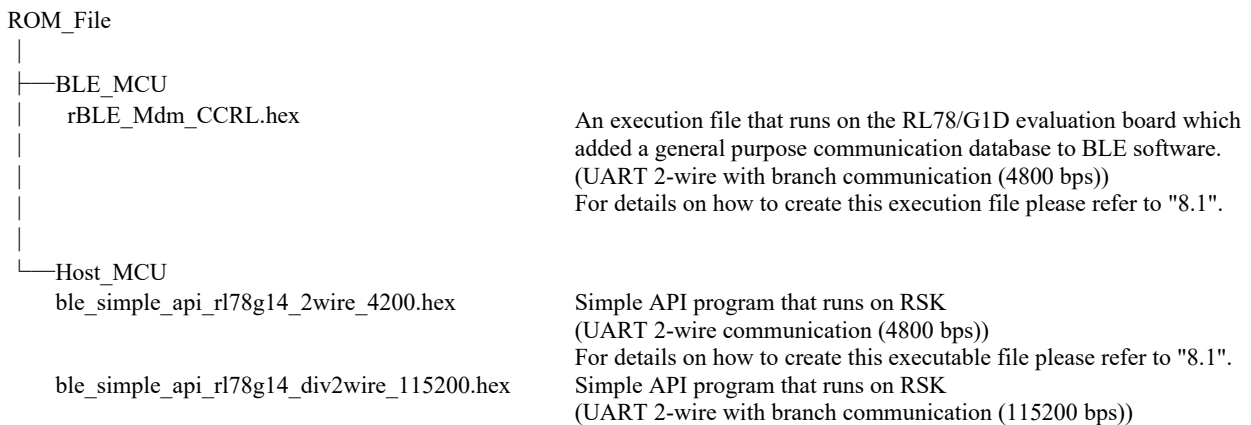 ROM_File
BLE_MCU
rBLE_Mdm_CCRL.hex An execution file that runs on the RL78/G1D evaluation board which
added a general purpose communication database to BLE software.
(UART 2-wire with branch communication (4800 bps))
For details on how to create this execution file please refer to "8.1".
Host_MCU
ble_simple_api_rl78g14_2wire_4200.hex Simple API program that runs on RSK
(UART 2-wire communication (4800 bps))
For details on how to create this executable file please refer to "8.1".
ble_simple_api_rl78g14_div2wire_115200.hex Simple API program that runs on RSK
(UART 2-wire with branch communication (115200 bps))